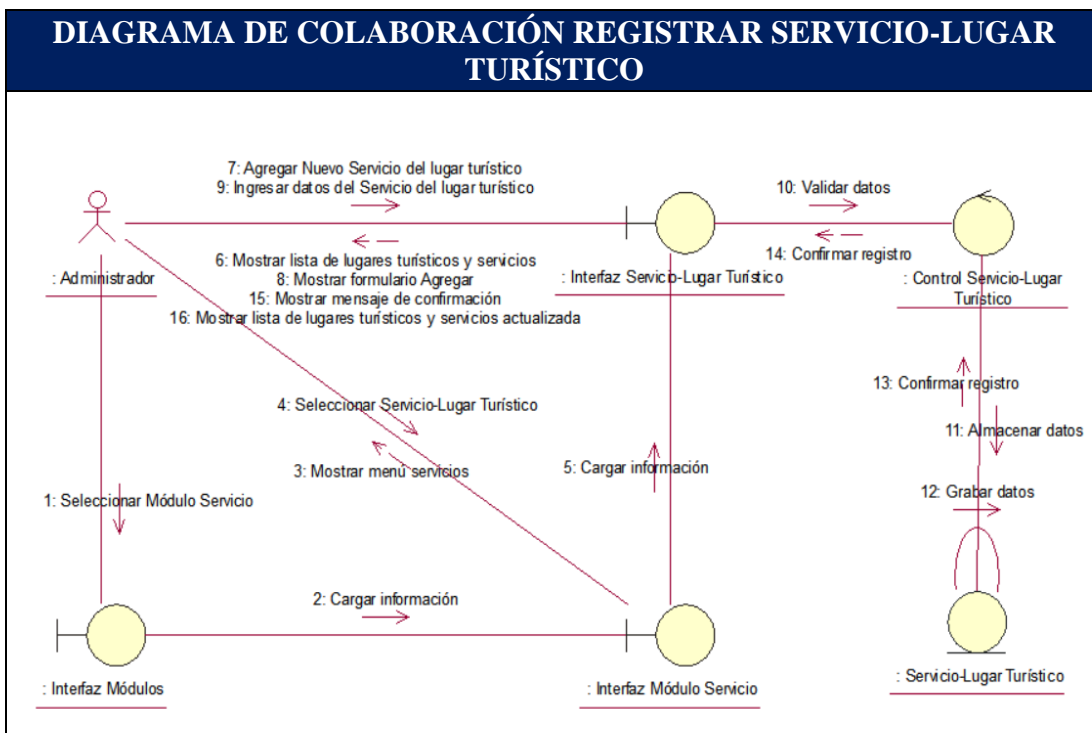 DIAGRAMA DE COLABORACIÓN REGISTRAR SERVICIO-LUGAR
TURÍSTICO
7: Agregar Nuevo Servicio del lugar turístico
9: Ingresar datos del Servicio del lugar turístico
10: Validar datos
14: Confirmar registro
6: Mostrar lista de lugares turísticos y servicios
8: Mostrar formulario Agregar
15: Mostrar mensaje de confirmación
16: Mostrar lista de lugares turísticos y servicios actualizada
: Administrador
: Interfaz Servicio-Lugar Turístico
: Control Servicio-Lugar
Turístico
13: Confirmar registro
4: Seleccionar Servicio-Lugar Turístico
11: Almacenar datos
3: Mostrar menú servicios
5: Cargar información
1: Seleccionar Módulo Servicio
12: Grabar datos
2: Cargar información
: Interfaz Módulos
: Interfaz Módulo Servicio
: Servicio-Lugar Turístico